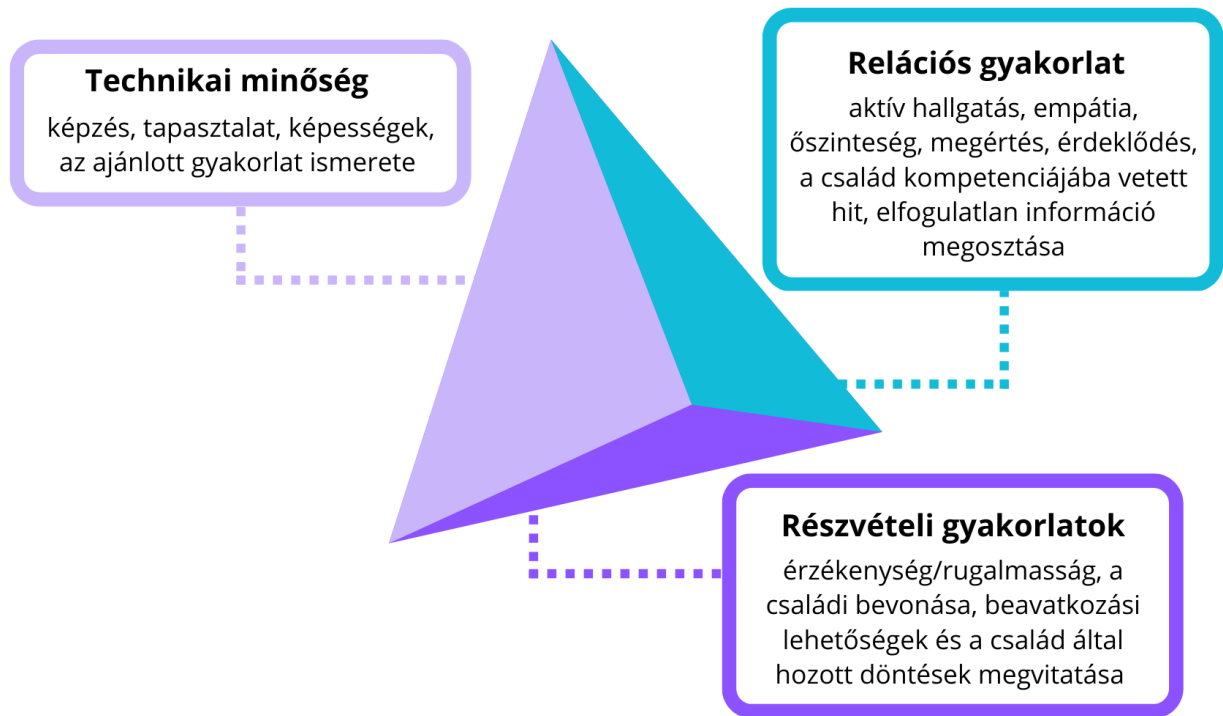 Technikai minőség
képzés, tapasztalat, képességek,
az ajánlott gyakorlat ismerete
Relációs gyakorlat
aktív hallgatás, empátia,
őszinteség, megértés, érdeklődés,
a család kompetenciájába vetett
hit, elfogulatlan információ
megosztása
Részvételi gyakorlatok
érzékenység/rugalmasság, a
családi bevonása, beavatkozási
lehetőségek és a család által
hozott döntések megvitatása